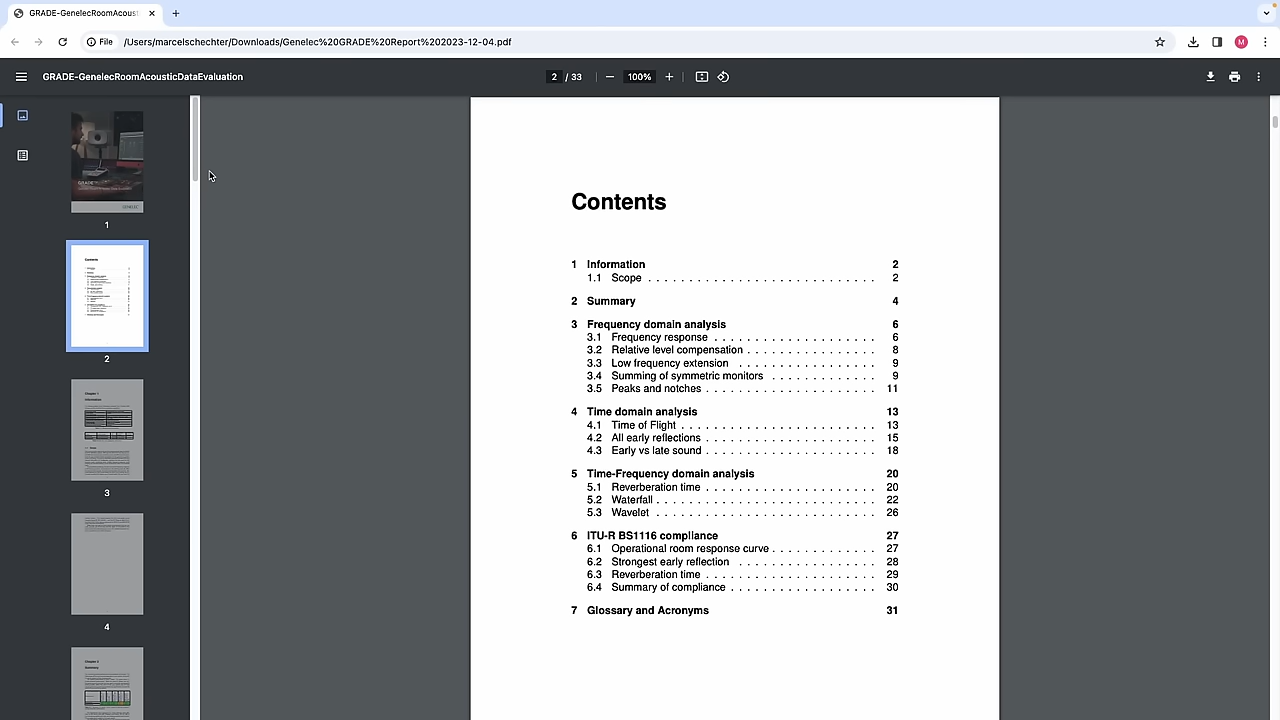 GRADE-GenelecRoomAcoust
File
/Users/marcelschechter/Downloads/Genelec%20GRADE%20Report%202023-12-04.pdf
M
GRADE-GenelecRoomAcousticDataEvaluation
2 / 33
100%
1
2
3
4
Contents
1 Information 2
1.1 Scope . . . . . . . . . . . . . . . . . . . . . . . 2
2 Summary 4
3 Frequency domain analysis 6
3.1 Frequency response . . . . . . . . . . . . . . . . 6
3.2 Relative level compensation . . . . . . . . . . . . . 8
3.3 Low frequency extension . . . . . . . . . . . . . . 9
3.4 Summing of symmetric monitors . . . . . . . . . . . 9
3.5 Peaks and notches . . . . . . . . . . . . . . . . . 11
4 Time domain analysis 13
4.1 Time of Flight . . . . . . . . . . . . . . . . . . . 13
4.2 All early reflections . . . . . . . . . . . . . . . . . 15
4.3 Early vs late sound . . . . . . . . . . . . . . . . . 18
5 Time-Frequency domain analysis 20
5.1 Reverberation time . . . . . . . . . . . . . . . . . 20
5.2 Waterfall . . . . . . . . . . . . . . . . . . . . . . 22
5.3 Wavelet . . . . . . . . . . . . . . . . . . . . . . 26
6 ITU-R BS1116 compliance 27
6.1 Operational room response curve . . . . . . . . . . . 27
6.2 Strongest early reflection . . . . . . . . . . . . . . 28
6.3 Reverberation time . . . . . . . . . . . . . . . . . 29
6.4 Summary of compliance . . . . . . . . . . . . . . . 30
7 Glossary and Acronyms 31